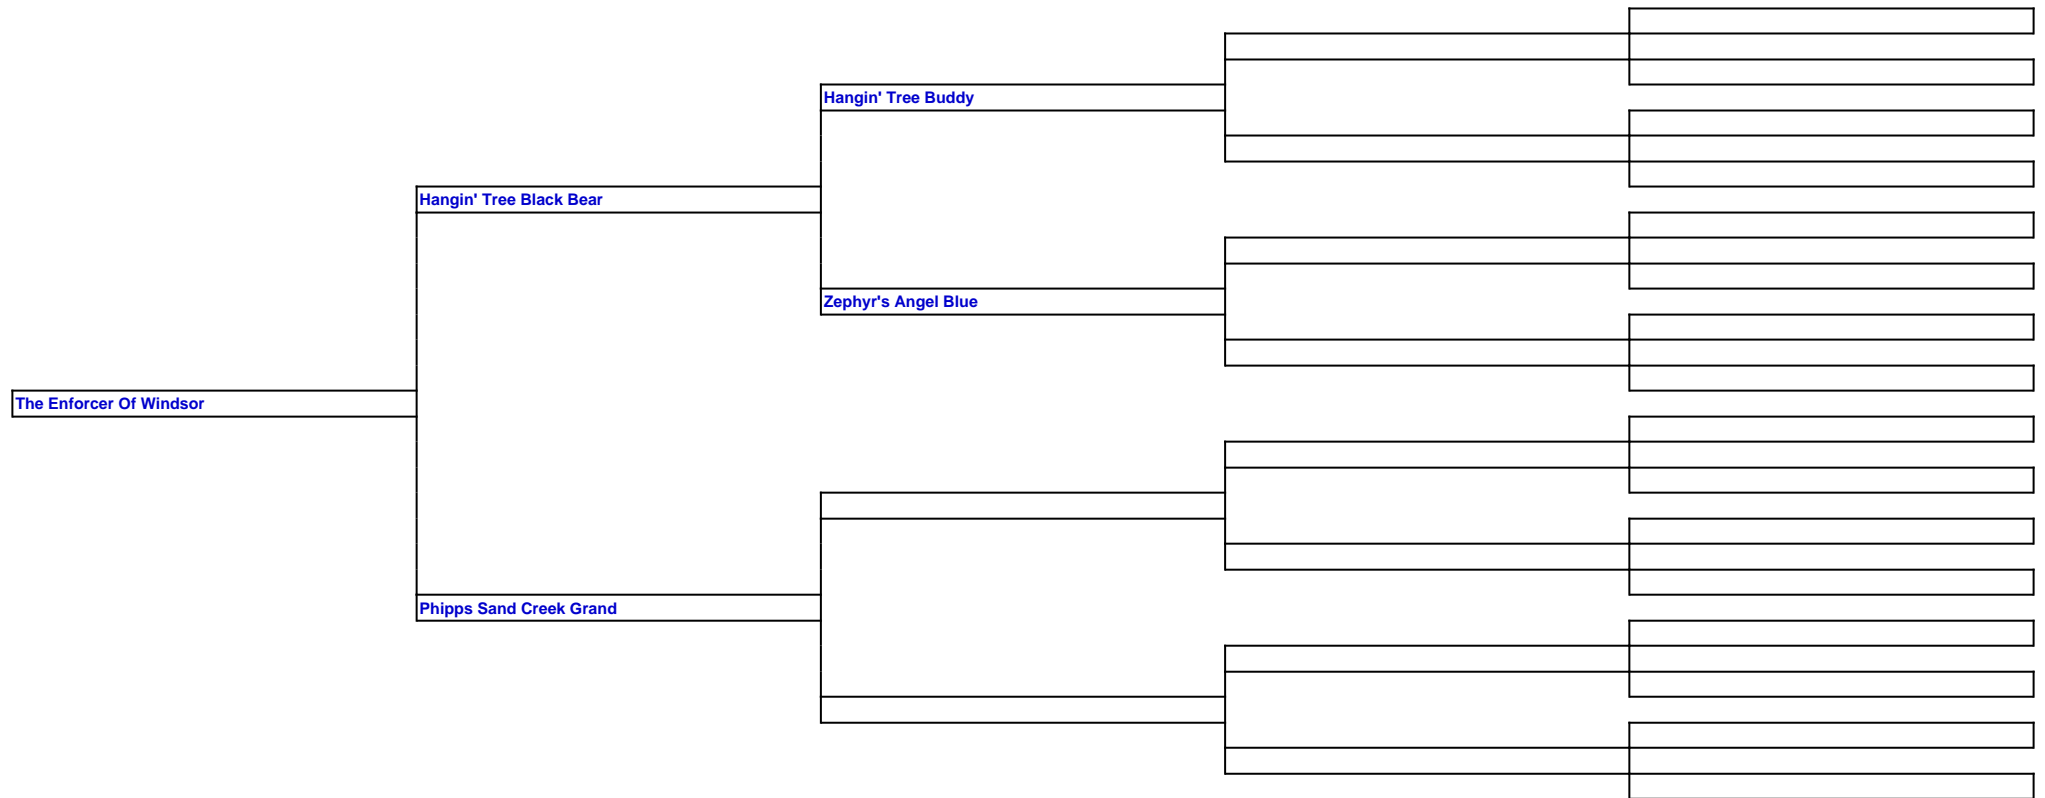 Hangin' Tree Buddy
Hangin' Tree Black Bear
Zephyr's Angel Blue
The Enforcer Of Windsor
Phipps Sand Creek Grand